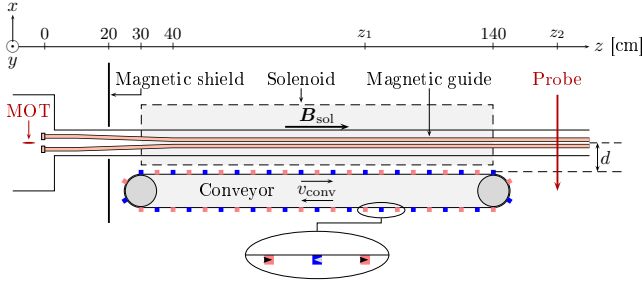 x
y
0 20 30 40 z₁ 140 z₂ z [cm]
Magnetic shield Solenoid Magnetic guide Probe
MOT
B_sol
d
Conveyor v_conv